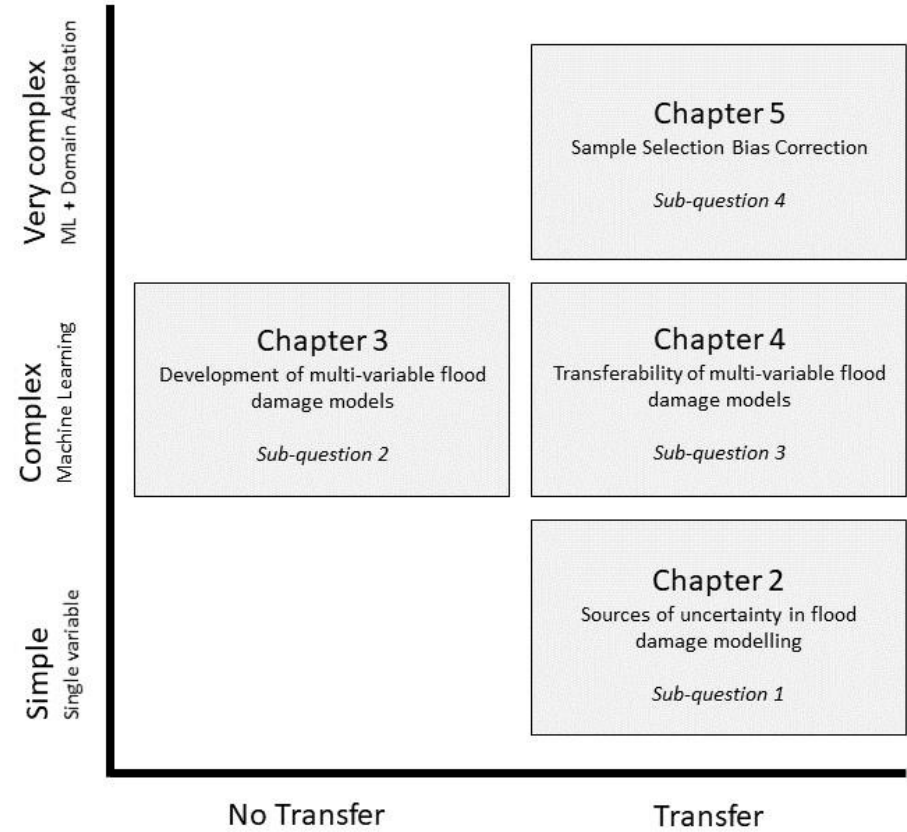 Very complex
ML + Domain Adaptation
Chapter 5
Sample Selection Bias Correction
Sub-question 4
Complex
Machine Learning
Chapter 3
Development of multi-variable flood
damage models
Sub-question 2
Chapter 4
Transferability of multi-variable flood
damage models
Sub-question 3
Simple
Single variable
Chapter 2
Sources of uncertainty in flood
damage modelling
Sub-question 1
No Transfer
Transfer